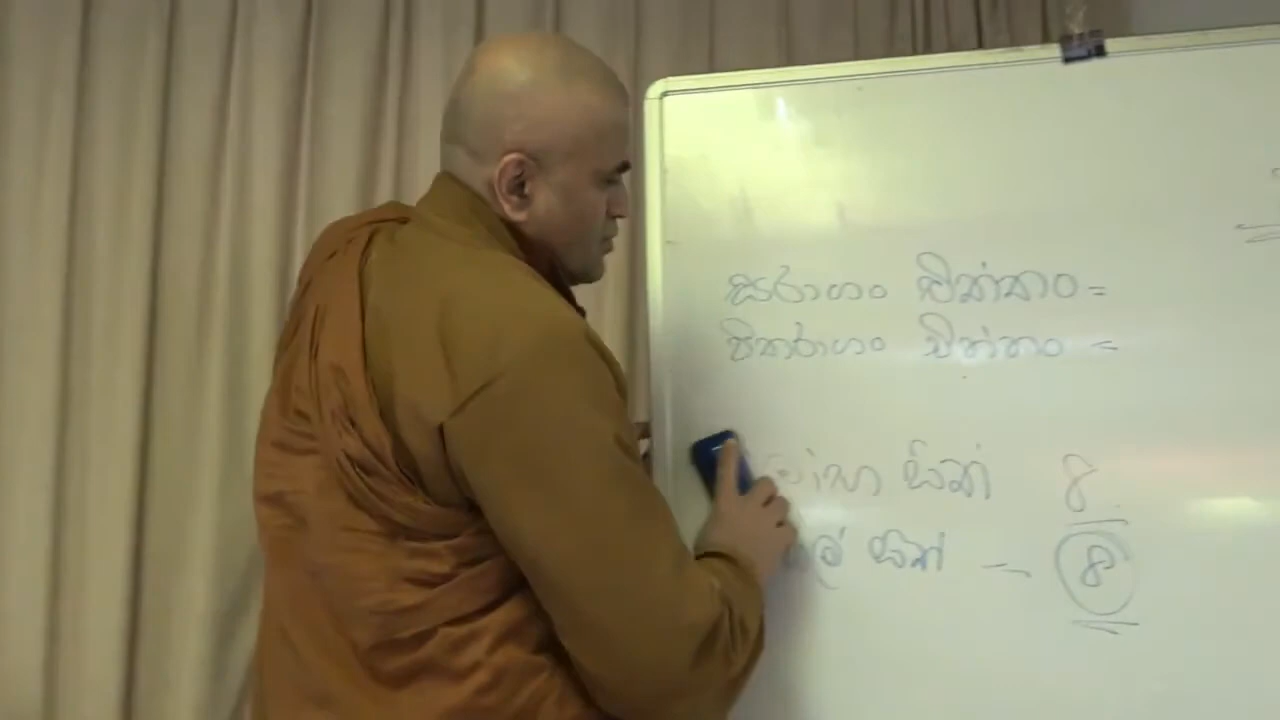 සරාගං චිත්තං =
විතරාගං චිත්තං =
සිත් 8
සිත් – 8